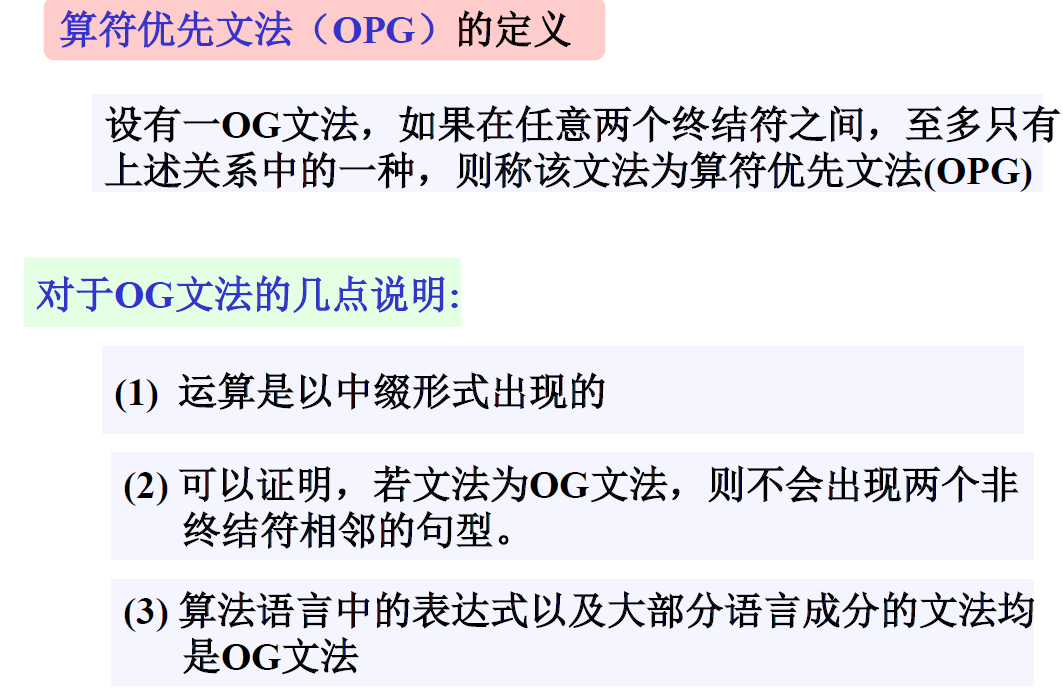 算符优先文法（OPG）的定义
设有一OG文法，如果在任意两个终结符之间，至多只有
上述关系中的一种，则称该文法为算符优先文法(OPG)
对于OG文法的几点说明:
(1) 运算是以中缀形式出现的
(2) 可以证明，若文法为OG文法，则不会出现两个非
终结符相邻的句型。
(3) 算法语言中的表达式以及大部分语言成分的文法均
是OG文法